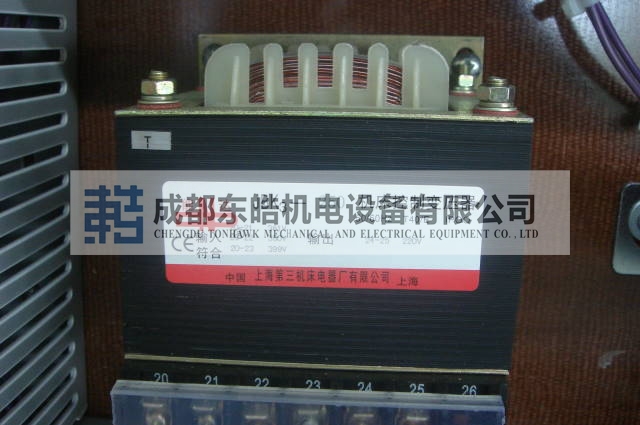 T
成都东皓机电设备有限公司
CHENGDU TONHAWK MECHANICAL AND ELECTRICAL EQUIPMENT CO., LTD
输入 输出 24-25 220V
符合 20-23 399V
中国 上海第三机床电器厂有限公司 上海
20 21 22 23 24 25 26